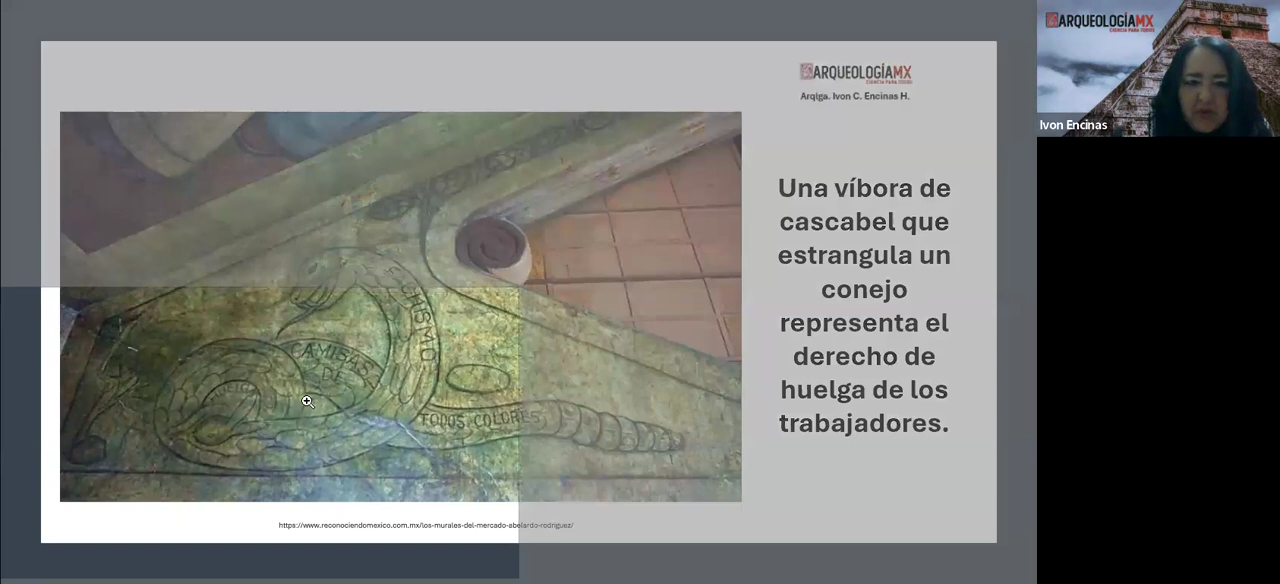 ARQUEOLOGÍAMX
CIENCIA PARA TODOS
Arqlga. Ivon C. Encinas H.
Una víbora de
cascabel que
estrangula un
conejo
representa el
derecho de
huelga de los
trabajadores.
CAMISAS
DE
TODOS COLORES
https://www.reconociendomexico.com.mx/los-murales-del-mercado-abelardo-rodriguez/
ARQUEOLOGÍAMX
CIENCIA PARA TODOS
Ivon Encinas